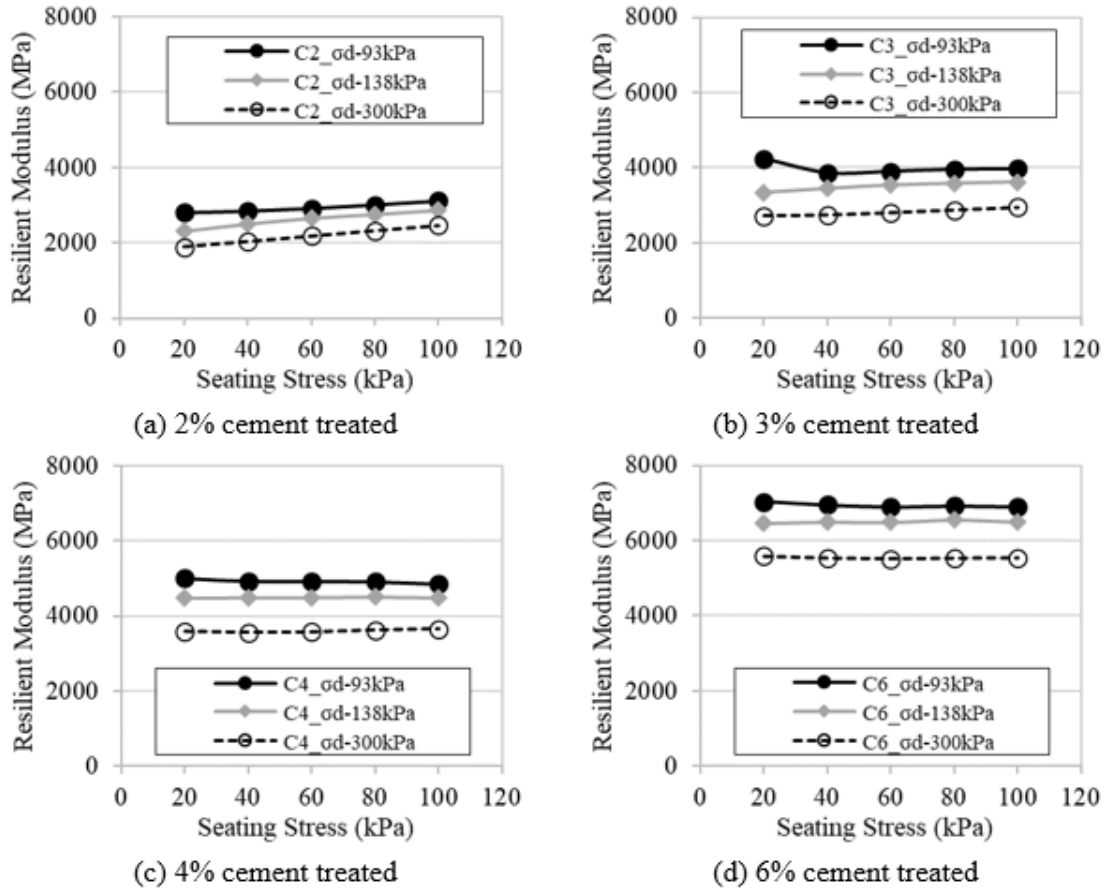 Resilient Modulus (MPa)
8000
6000
4000
2000
0
C2_σd-93kPa
C2_σd-138kPa
C2_σd-300kPa
0 20 40 60 80 100 120
Seating Stress (kPa)
(a) 2% cement treated
Resilient Modulus (MPa)
8000
6000
4000
2000
0
C3_σd-93kPa
C3_σd-138kPa
C3_σd-300kPa
0 20 40 60 80 100 120
Seating Stress (kPa)
(b) 3% cement treated
Resilient Modulus (MPa)
8000
6000
4000
2000
0
C4_σd-93kPa
C4_σd-138kPa
C4_σd-300kPa
0 20 40 60 80 100 120
Seating Stress (kPa)
(c) 4% cement treated
Resilient Modulus (MPa)
8000
6000
4000
2000
0
C6_σd-93kPa
C6_σd-138kPa
C6_σd-300kPa
0 20 40 60 80 100 120
Seating Stress (kPa)
(d) 6% cement treated